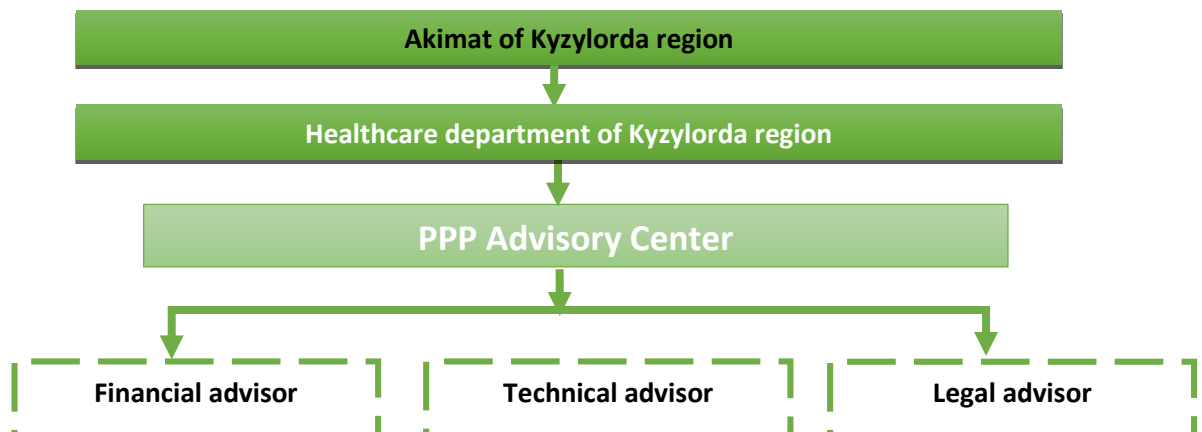 Akimat of Kyzylorda region
Healthcare department of Kyzylorda region
PPP Advisory Center
Financial advisor
Technical advisor
Legal advisor